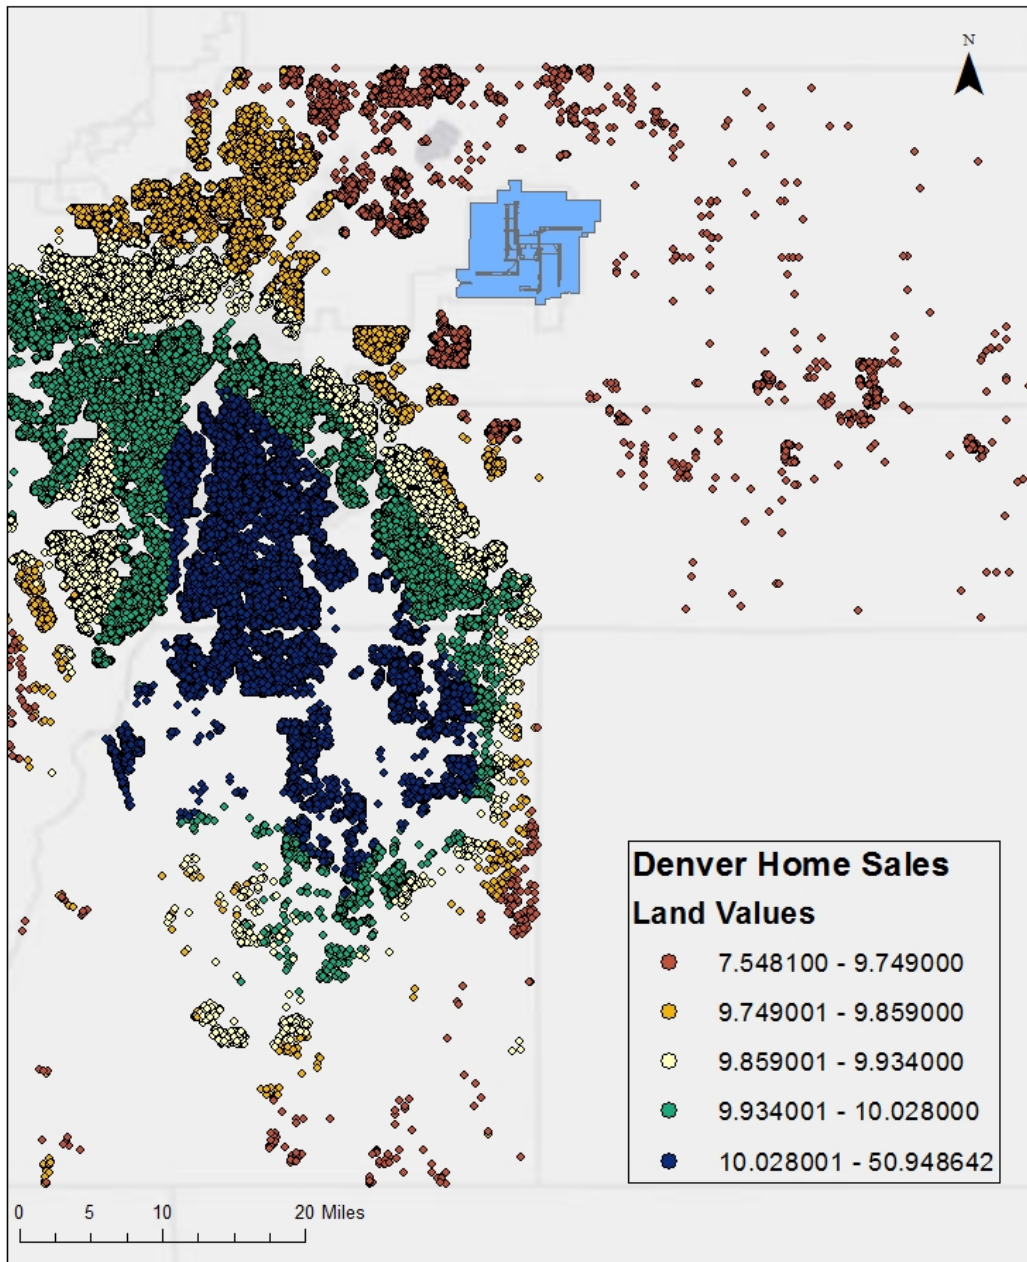 N
Denver Home Sales
Land Values
7.548100 - 9.749000
9.749001 - 9.859000
9.859001 - 9.934000
9.934001 - 10.028000
10.028001 - 50.948642
0 5 10 20 Miles